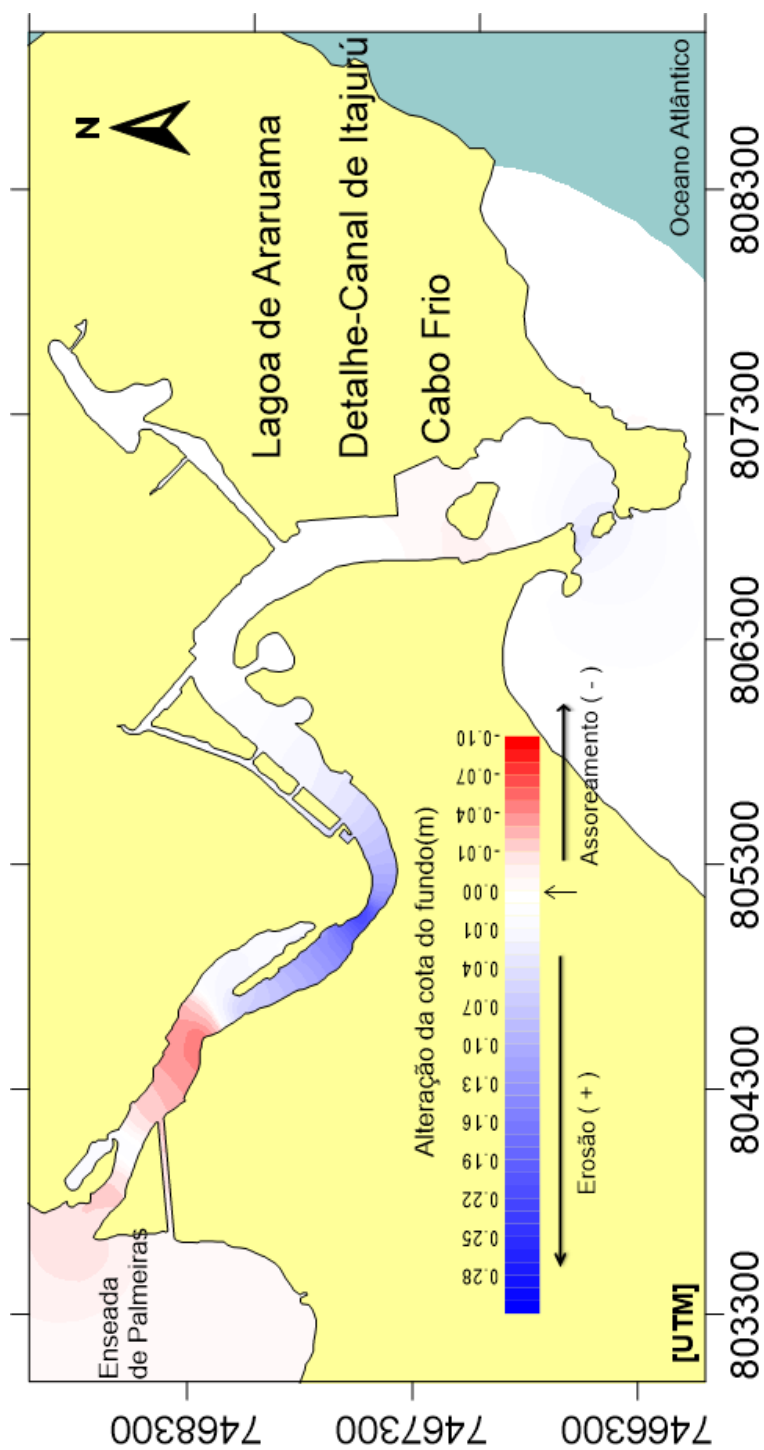 N
Lagoa de Araruama
Detalhe-Canal de Itajurú
Cabo Frio
Oceano Atlântico
Enseada
de Palmeiras
Alteração da cota do fundo(m)
0.28 0.25 0.22 0.19 0.16 0.13 0.10 0.07 0.04 0.01 0.00 -0.01 -0.04 -0.07 -0.10
Erosão ( + )
Assoreamento ( - )
[UTM]
7468300
7467300
7466300
803300 804300 805300 806300 807300 808300